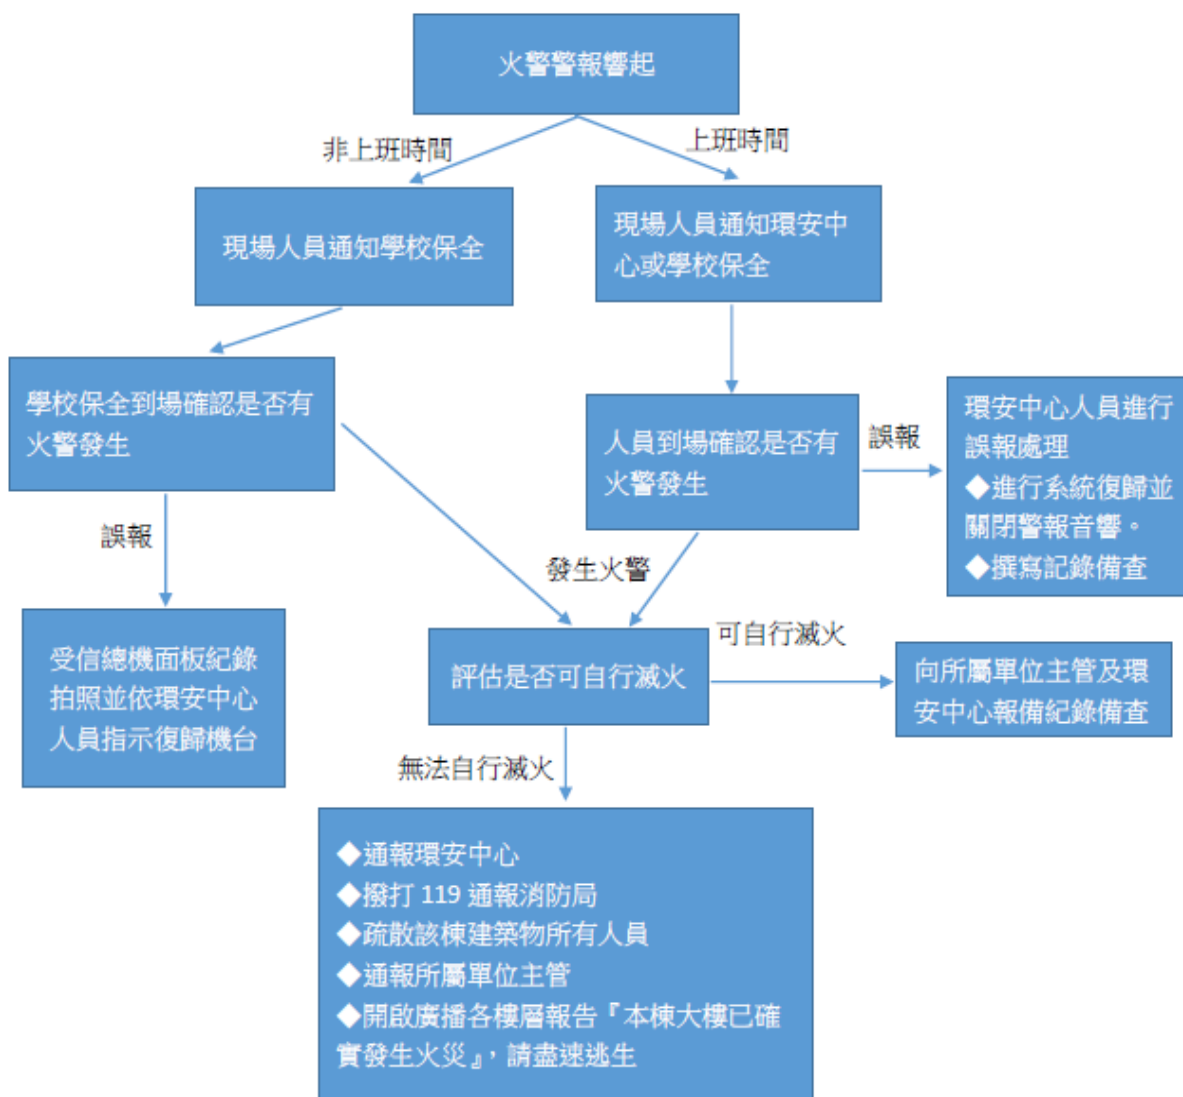 火警警報響起
非上班時間
上班時間
現場人員通知學校保全
現場人員通知環安中
心或學校保全
學校保全到場確認是否有
火警發生
人員到場確認是否有
火警發生
誤報
環安中心人員進行
誤報處理
◆進行系統復歸並
關閉警報音響。
◆撰寫記錄備查
誤報
發生火警
受信總機面板紀錄
拍照並依環安中心
人員指示復歸機台
評估是否可自行滅火
可自行滅火
向所屬單位主管及環
安中心報備紀錄備查
無法自行滅火
◆通報環安中心
◆撥打 119 通報消防局
◆疏散該棟建築物所有人員
◆通報所屬單位主管
◆開啟廣播各樓層報告『本棟大樓已確
實發生火災』，請盡速逃生